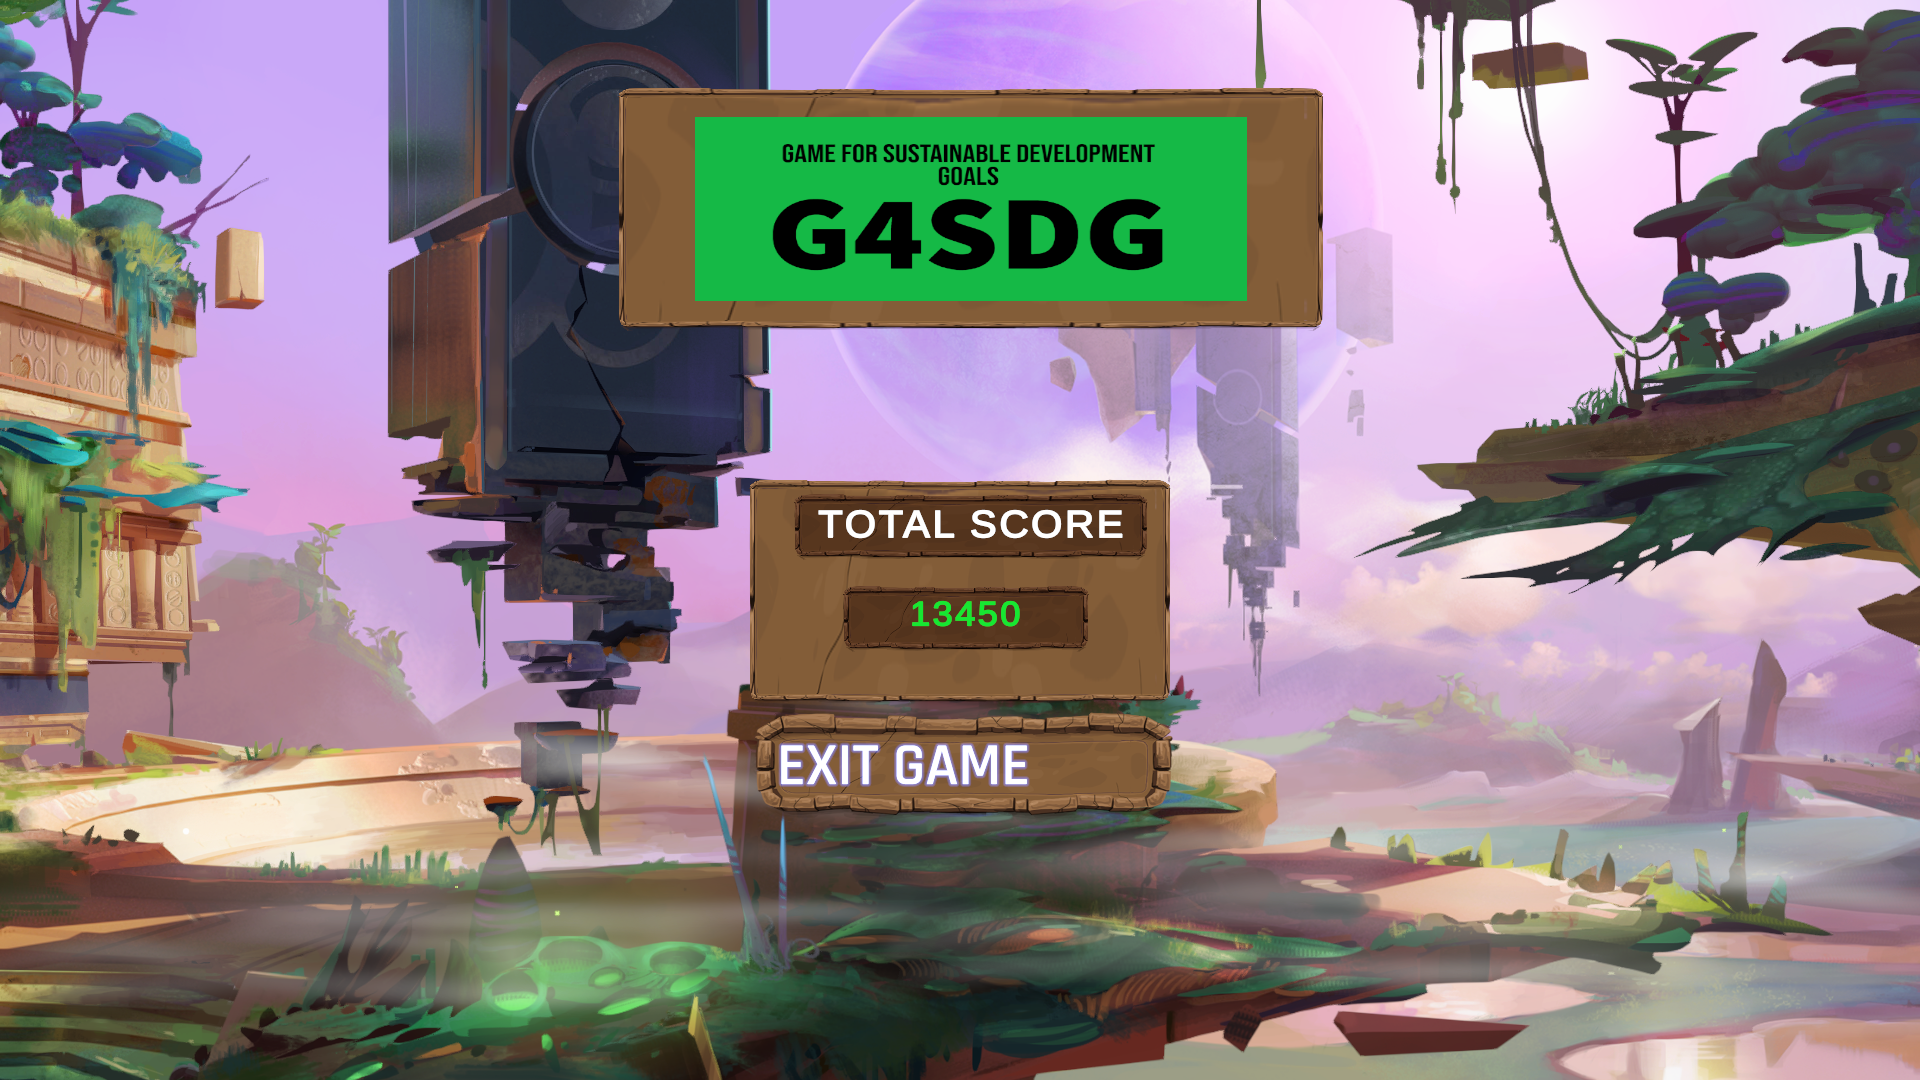 GAME FOR SUSTAINABLE DEVELOPMENT
GOALS
G4SDG
TOTAL SCORE
13450
EXIT GAME